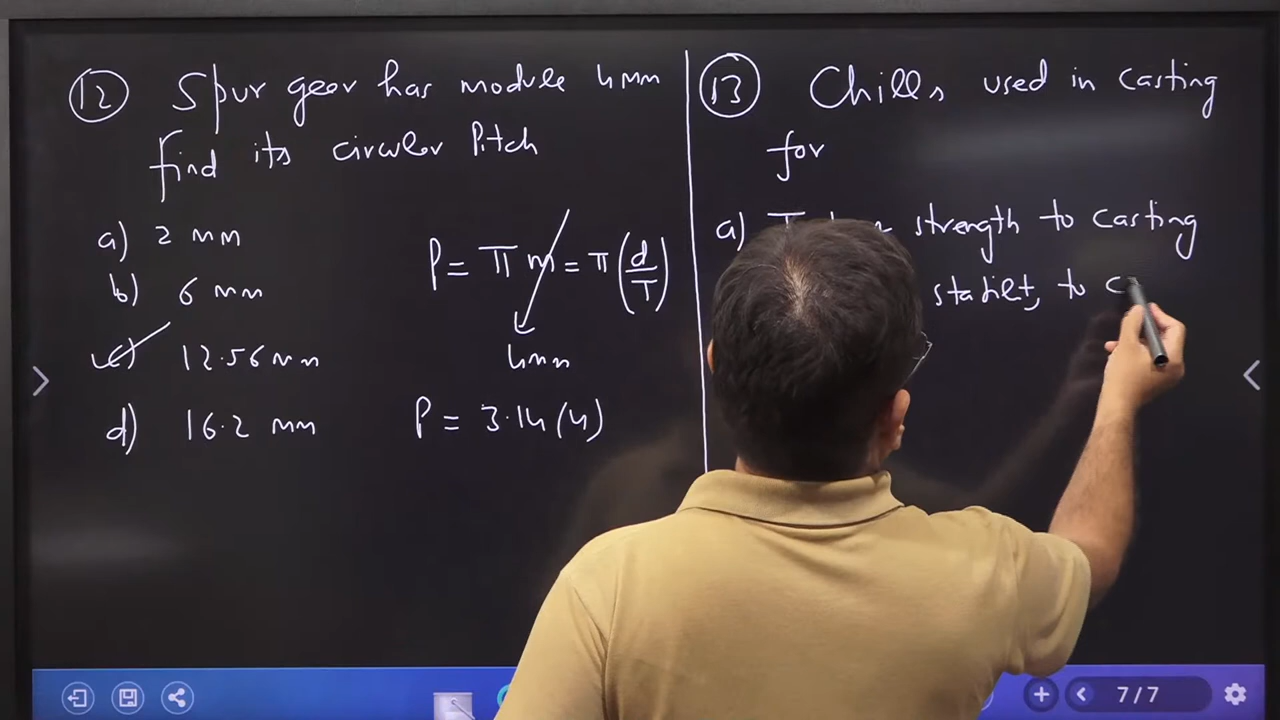 12 Spur gear has module 4mm
find its circular Pitch
a) 2 mm
b) 6 mm
c) 12.56 mm
d) 16.2 mm
P = πm = π(d/T)
4mm
P = 3.14 (4)
13 Chills used in casting
for
a) strength to casting
to c
7/7